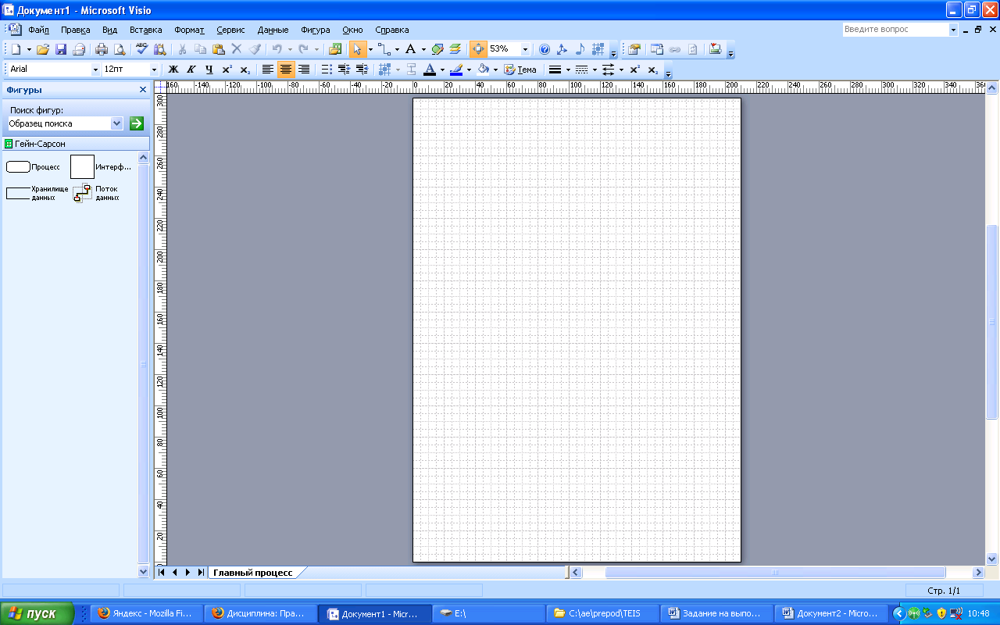 Документ1 - Microsoft Visio
Файл Правка Вид Вставка Формат Сервис Данные Фигура Окно Справка
Введите вопрос
53%
Arial 12пт Ж К Ч x² x₂ Тема x² x₂
Фигуры
Поиск фигур:
Образец поиска
Гейн-Сарсон
Процесс Интерф...
Хранилище данных
Поток данных
160 -140 -120 -100 -80 -60 -40 -20 0 20 40 60 80 100 120 140 160 180 200 220 240 260 280 300 320 340 36
300
280
260
240
220
200
180
160
140
120
100
80
60
40
20
0
Главный процесс
Стр. 1/1
пуск Яндекс - Mozilla Fi... Дисциплина: Пра... Документ1 - Micr... E:\ C:\ae\prepod\TEIS Задание на выпо... Документ2 - Micro... 10:48